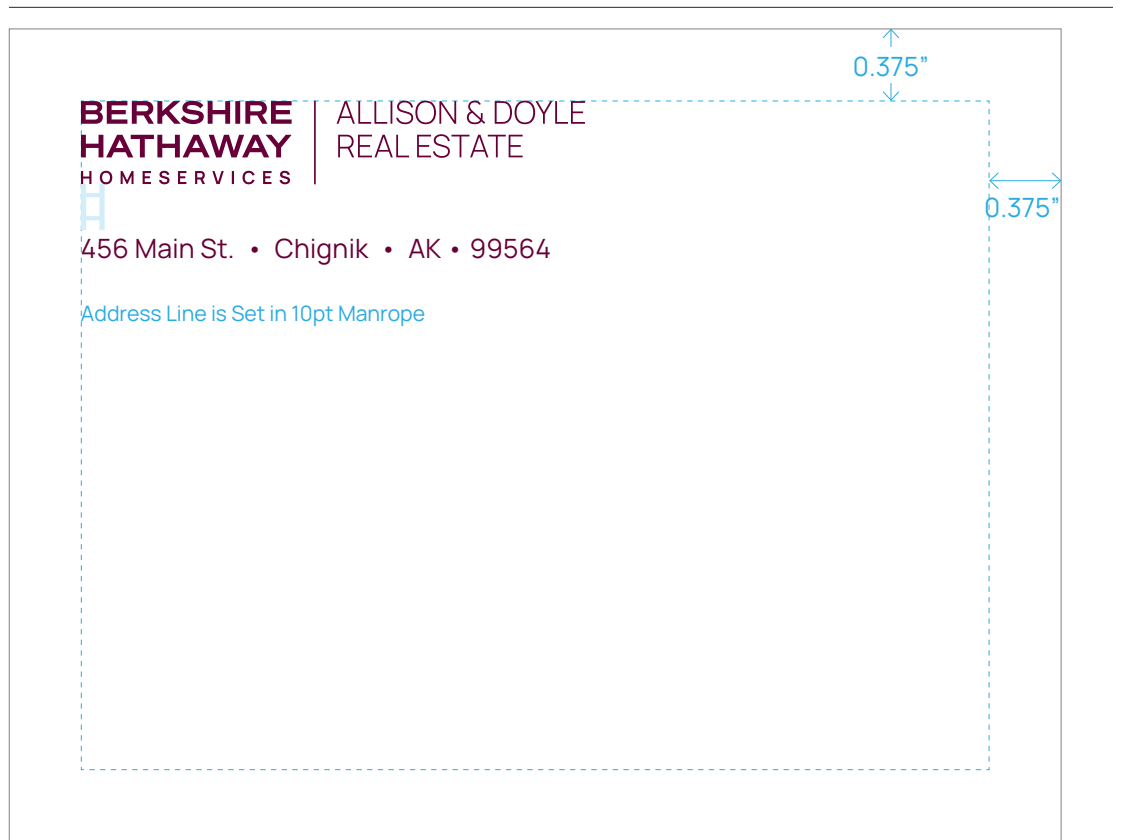 0.375”
BERKSHIRE
HATHAWAY
HOMESERVICES
ALLISON & DOYLE
REAL ESTATE
0.375”
H
H
456 Main St. • Chignik • AK • 99564
Address Line is Set in 10pt Manrope